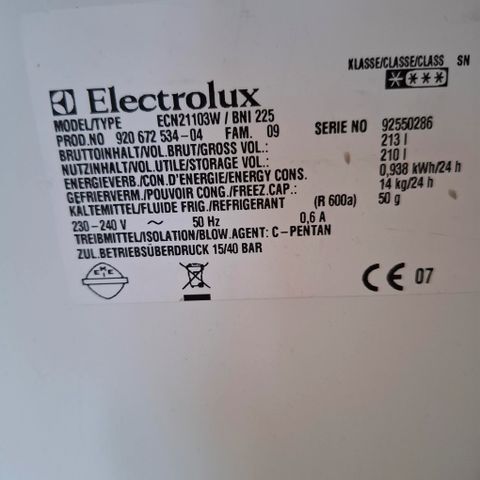 KLASSE/CLASSE/CLASS SN
Electrolux
MODEL/TYPE ECN21103W / BNI 225
PROD.NO 920 672 534-04 FAM. 09 SERIE NO 92550286
BRUTTOINHALT/VOL.BRUT/GROSS VOL.: 213 l
NUTZINHALT/VOL.UTILE/STORAGE VOL.: 210 l
ENERGIEVERB./CON.D'ENERGIE/ENERGY CONS. 0,938 kWh/24 h
GEFRIERVERM./POUVOIR CONG./FREEZ.CAP.: 14 kg/24 h
KALTEMITTEL/FLUIDE FRIG./REFRIGERANT (R 600a) 50 g
230-240 V ~ 50 Hz 0,6 A
TREIBMITTEL/ISOLATION/BLOW.AGENT: C-PENTAN
ZUL.BETRIEBSÜBERDRUCK 15/40 BAR
CE 07